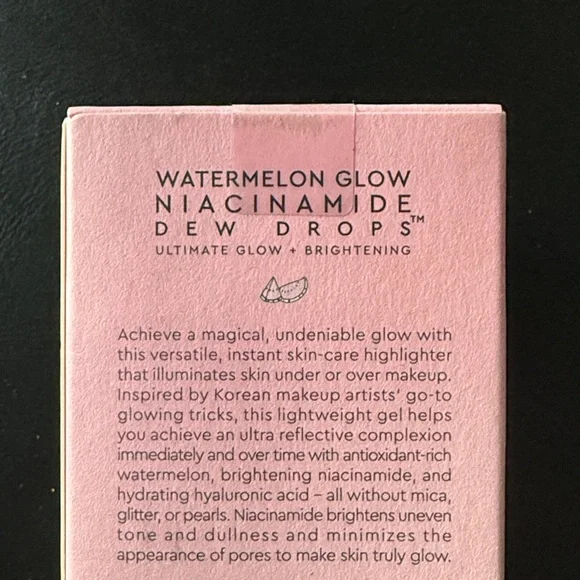 WATERMELON GLOW
NIACINAMIDE
DEW DROPS™
ULTIMATE GLOW + BRIGHTENING
Achieve a magical, undeniable glow with
this versatile, instant skin-care highlighter
that illuminates skin under or over makeup.
Inspired by Korean makeup artists' go-to
glowing tricks, this lightweight gel helps
you achieve an ultra reflective complexion
immediately and over time with antioxidant-rich
watermelon, brightening niacinamide, and
hydrating hyaluronic acid – all without mica,
glitter, or pearls. Niacinamide brightens uneven
tone and dullness and minimizes the
appearance of pores to make skin truly glow.